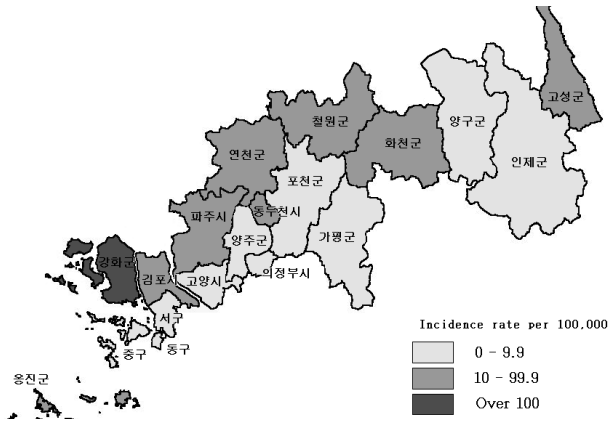 고성군
철원군
양구군
화천군
연천군
인제군
포천군
파주시
동두천시
양주군
가평군
강화군
김포시
고양시
의정부시
서구
중구
동구
옹진군
Incidence rate per 100,000
0 - 9.9
10 - 99.9
Over 100